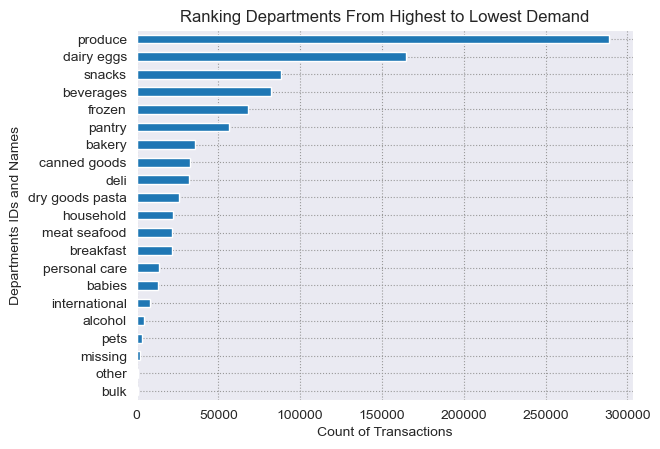 Ranking Departments From Highest to Lowest Demand
Departments IDs and Names
produce
dairy eggs
snacks
beverages
frozen
pantry
bakery
canned goods
deli
dry goods pasta
household
meat seafood
breakfast
personal care
babies
international
alcohol
pets
missing
other
bulk
0 50000 100000 150000 200000 250000 300000
Count of Transactions